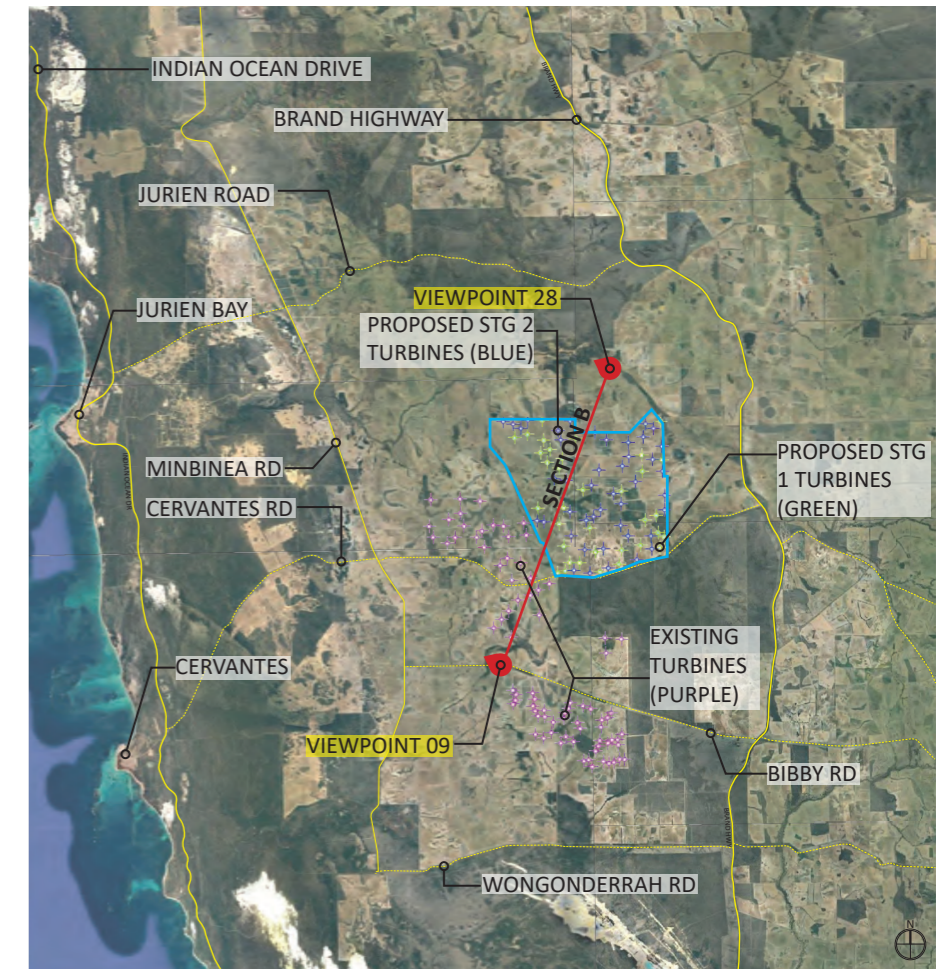 INDIAN OCEAN DRIVE
BRAND HIGHWAY
JURIEN ROAD
VIEWPOINT 28
JURIEN BAY
PROPOSED STG 2
TURBINES (BLUE)
SECTION B
MINBINEA RD
PROPOSED STG
1 TURBINES
(GREEN)
CERVANTES RD
EXISTING
TURBINES
(PURPLE)
CERVANTES
VIEWPOINT 09
BIBBY RD
WONGONDERRAH RD
N